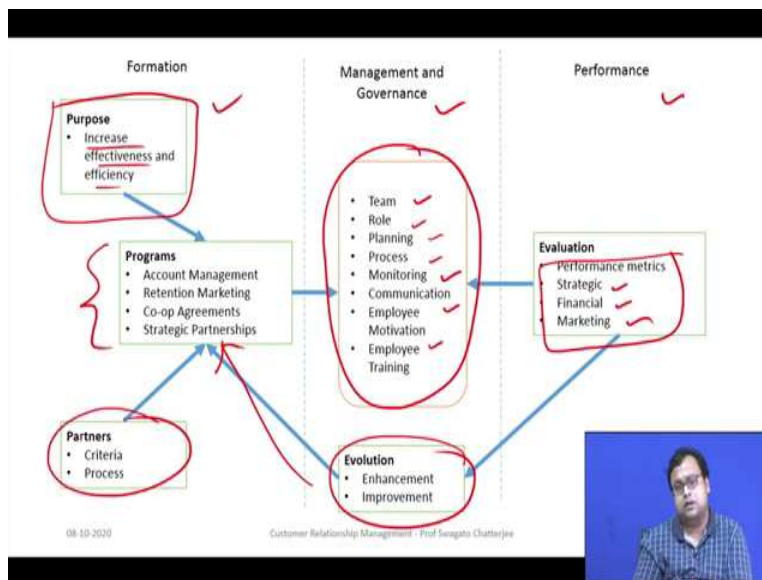 Formation
Management and
Governance
Performance
Purpose
• Increase
effectiveness and
efficiency
Programs
• Account Management
• Retention Marketing
• Co-op Agreements
• Strategic Partnerships
Partners
• Criteria
• Process
• Team
• Role
• Planning
• Process
• Monitoring
• Communication
• Employee
Motivation
• Employee
Training
Evolution
• Enhancement
• Improvement
Evaluation
• Performance metrics
• Strategic
• Financial
• Marketing
08-10-2020
Customer Relationship Management - Prof Swagato Chatterjee